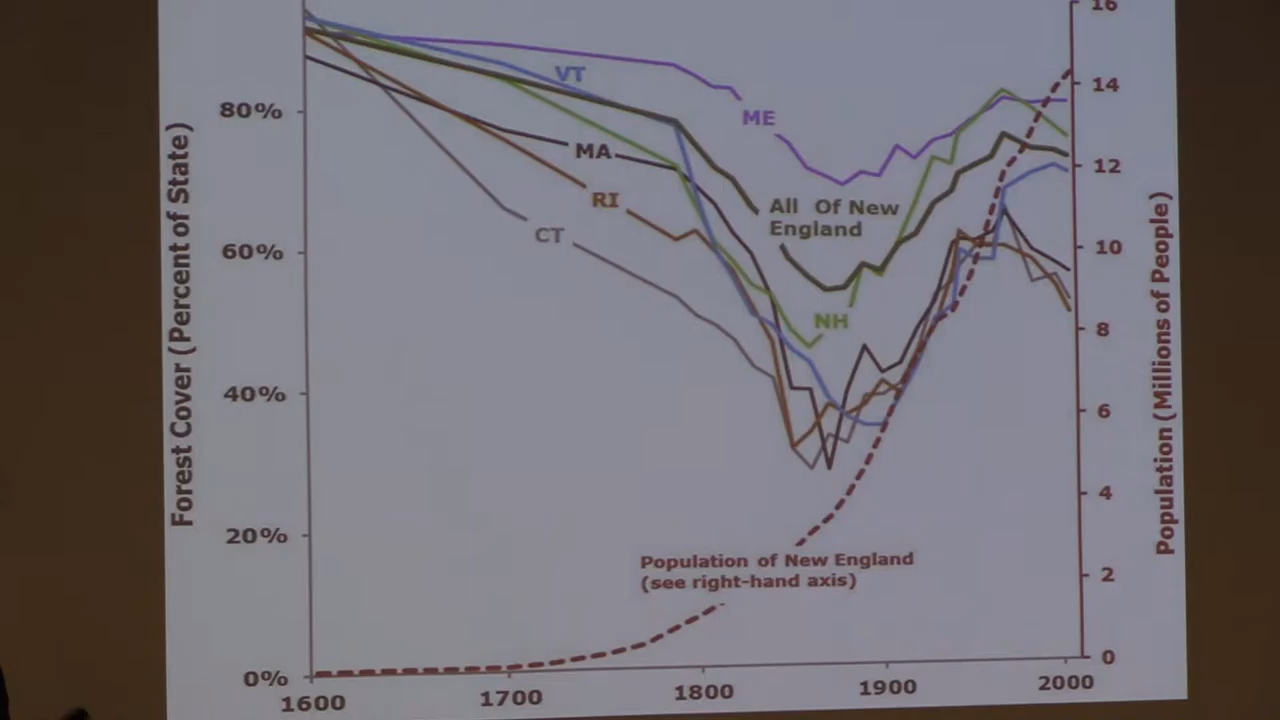 16
14
12
10
8
6
4
2
0
80%
60%
40%
20%
0%
1600
1700
1800
1900
2000
Forest Cover (Percent of State)
Population (Millions of People)
VT
ME
MA
RI
CT
All Of New
England
NH
Population of New England
(see right-hand axis)